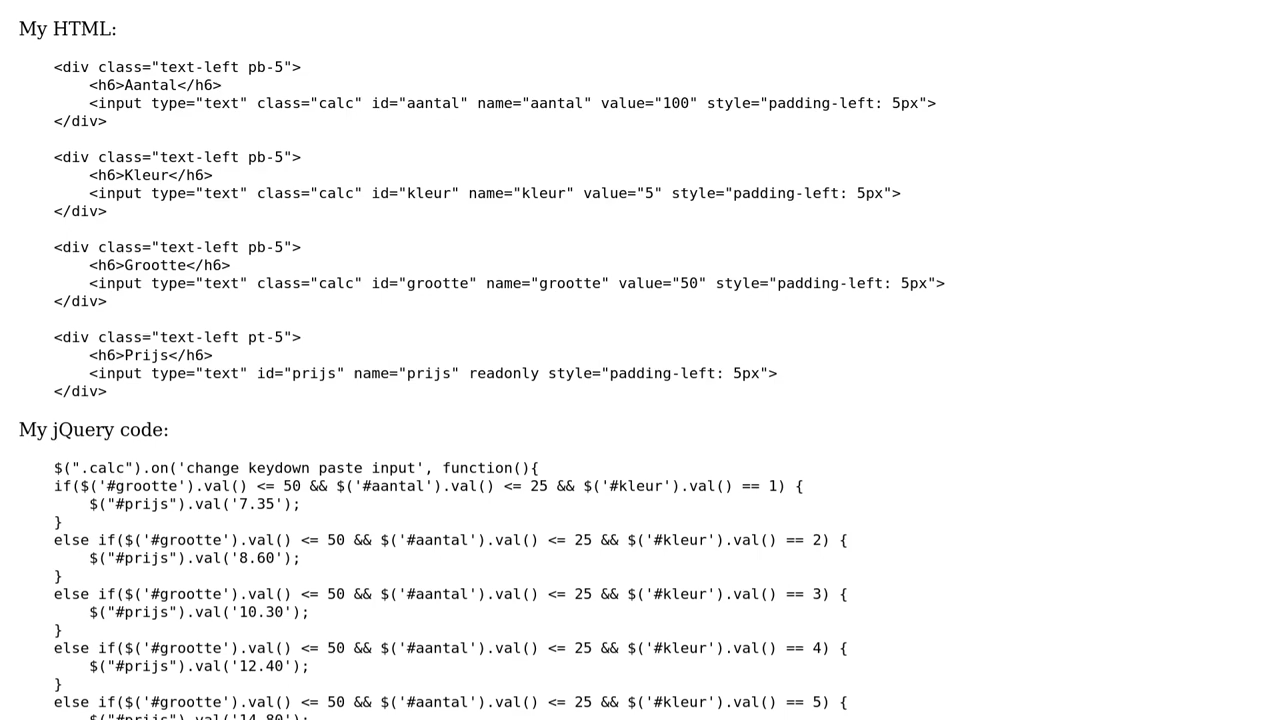 My HTML:
<div class="text-left pb-5">
<h6>Aantal</h6>
<input type="text" class="calc" id="aantal" name="aantal" value="100" style="padding-left: 5px">
</div>
<div class="text-left pb-5">
<h6>Kleur</h6>
<input type="text" class="calc" id="kleur" name="kleur" value="5" style="padding-left: 5px">
</div>
<div class="text-left pb-5">
<h6>Grootte</h6>
<input type="text" class="calc" id="grootte" name="grootte" value="50" style="padding-left: 5px">
</div>
<div class="text-left pt-5">
<h6>Prijs</h6>
<input type="text" id="prijs" name="prijs" readonly style="padding-left: 5px">
</div>
My jQuery code:
$(".calc").on('change keydown paste input', function(){
if($('#grootte').val() <= 50 && $('#aantal').val() <= 25 && $('#kleur').val() == 1) {
$("#prijs").val('7.35');
}
else if($('#grootte').val() <= 50 && $('#aantal').val() <= 25 && $('#kleur').val() == 2) {
$("#prijs").val('8.60');
}
else if($('#grootte').val() <= 50 && $('#aantal').val() <= 25 && $('#kleur').val() == 3) {
$("#prijs").val('10.30');
}
else if($('#grootte').val() <= 50 && $('#aantal').val() <= 25 && $('#kleur').val() == 4) {
$("#prijs").val('12.40');
}
else if($('#grootte').val() <= 50 && $('#aantal').val() <= 25 && $('#kleur').val() == 5) {
$("#prijs").val('14.80');